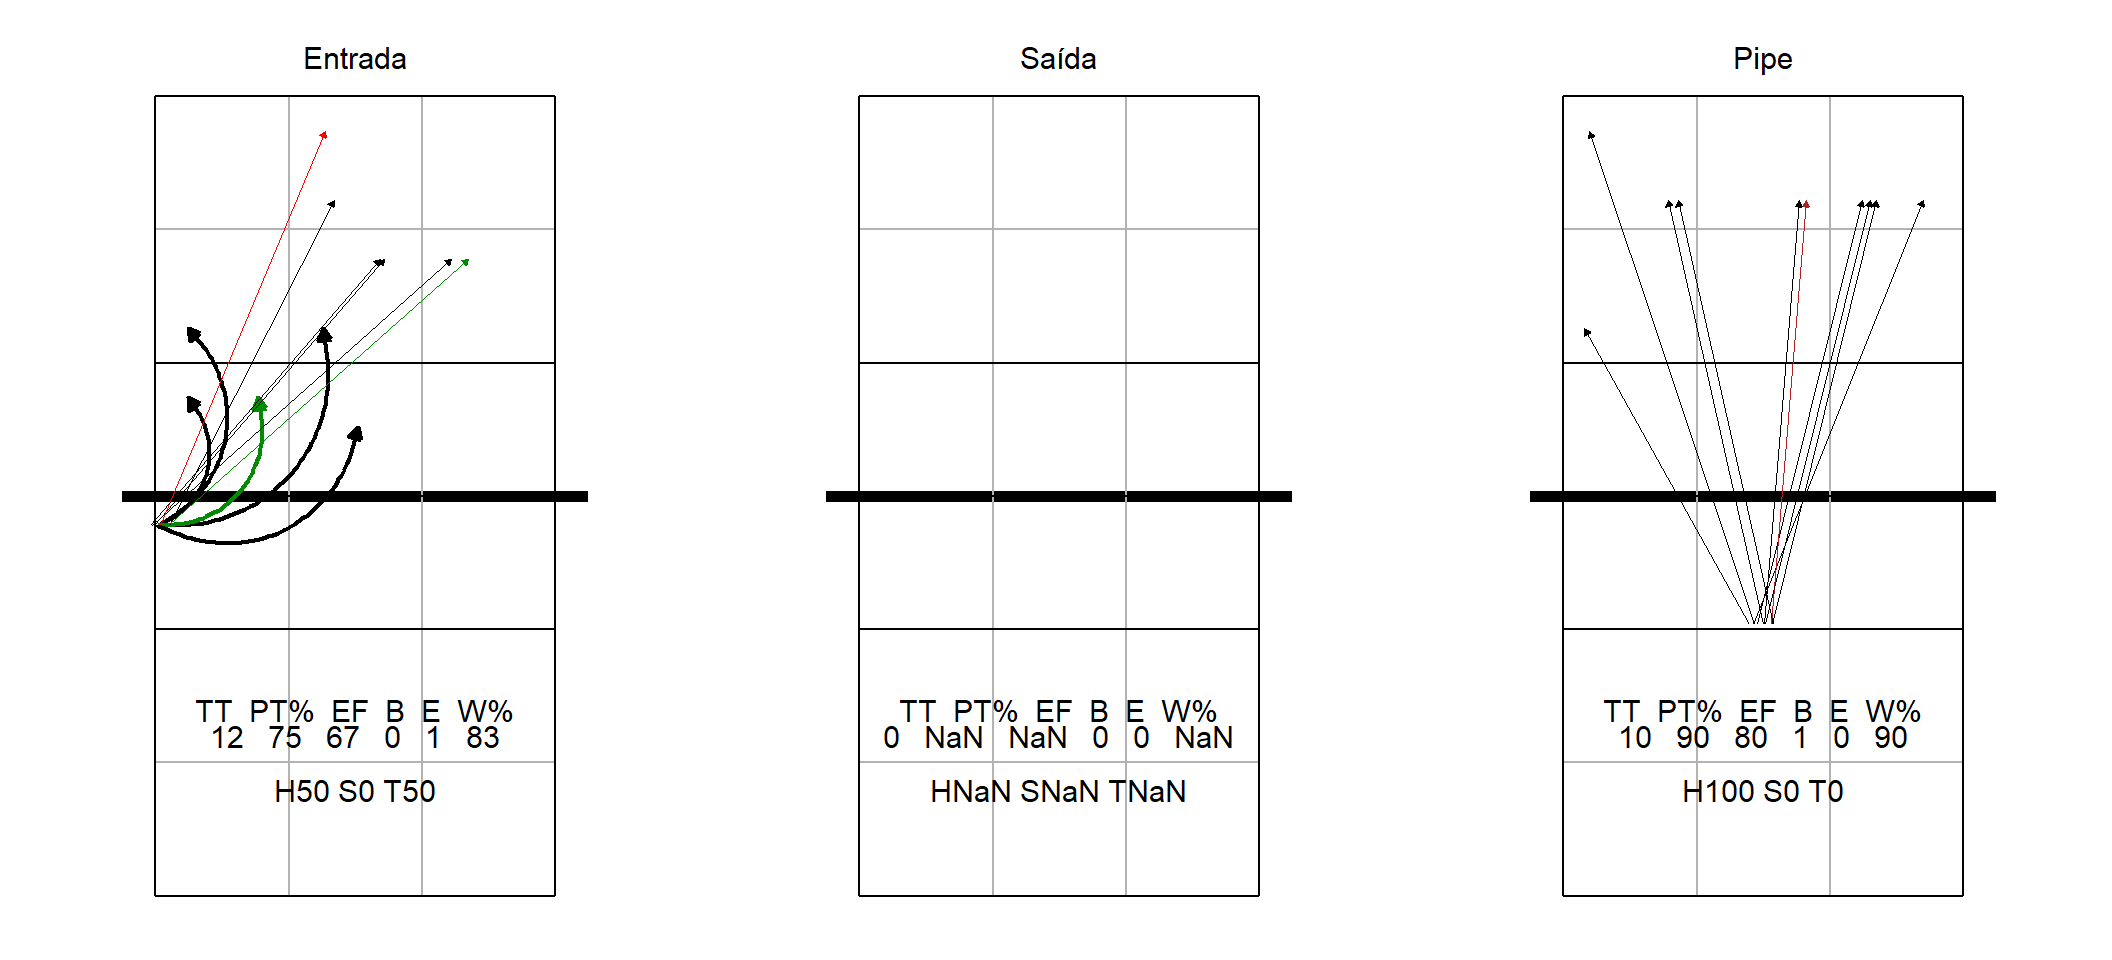 Entrada
TT PT% EF B E W%
12 75 67 0 1 83
H50 S0 T50
Saída
TT PT% EF B E W%
0 NaN NaN 0 0 NaN
HNaN SNaN TNaN
Pipe
TT PT% EF B E W%
10 90 80 1 0 90
H100 S0 T0